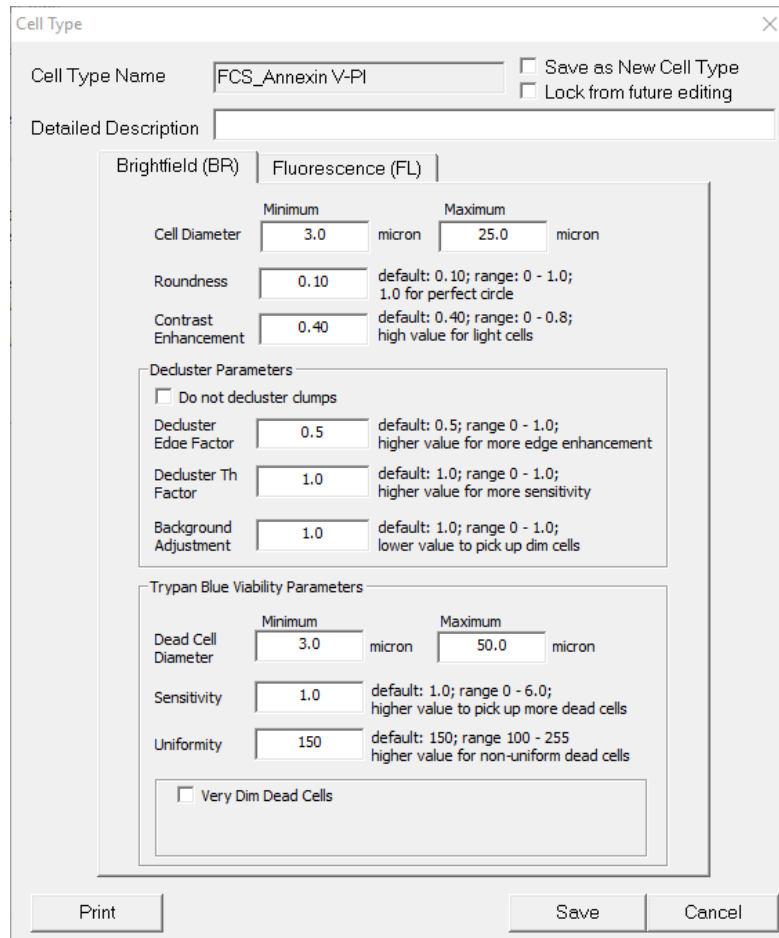 Cell Type
Cell Type Name FCS_Annexin V-PI Save as New Cell Type
Lock from future editing
Detailed Description
Brightfield (BR) Fluorescence (FL)
Minimum Maximum
Cell Diameter 3.0 micron 25.0 micron
Roundness 0.10 default: 0.10; range: 0 - 1.0;
1.0 for perfect circle
Contrast
Enhancement 0.40 default: 0.40; range: 0 - 0.8;
high value for light cells
Decluster Parameters
Do not decluster clumps
Decluster
Edge Factor 0.5 default: 0.5; range 0 - 1.0;
higher value for more edge enhancement
Decluster Th
Factor 1.0 default: 1.0; range 0 - 1.0;
higher value for more sensitivity
Background
Adjustment 1.0 default: 1.0; range 0 - 1.0;
lower value to pick up dim cells
Trypan Blue Viability Parameters
Minimum Maximum
Dead Cell
Diameter 3.0 micron 50.0 micron
Sensitivity 1.0 default: 1.0; range 0 - 6.0;
higher value to pick up more dead cells
Uniformity 150 default: 150; range 100 - 255
higher value for non-uniform dead cells
Very Dim Dead Cells
Print Save Cancel